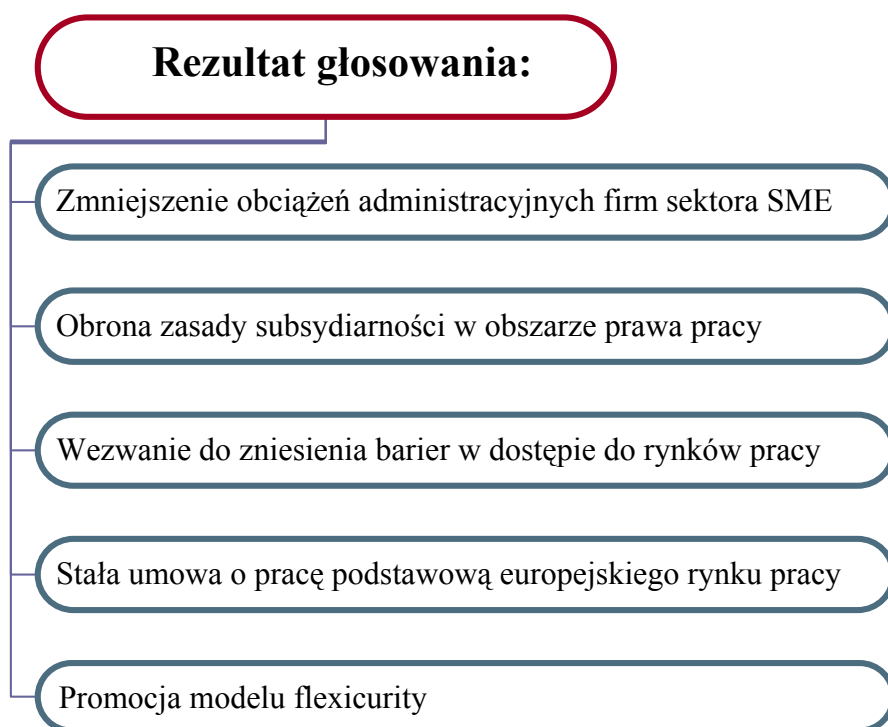 Rezultat głosowania:
Zmniejszenie obciążeń administracyjnych firm sektora SME
Obrona zasady subsydiarności w obszarze prawa pracy
Wezwanie do zniesienia barier w dostępie do rynków pracy
Stała umowa o pracę podstawową europejskiego rynku pracy
Promocja modelu flexicurity